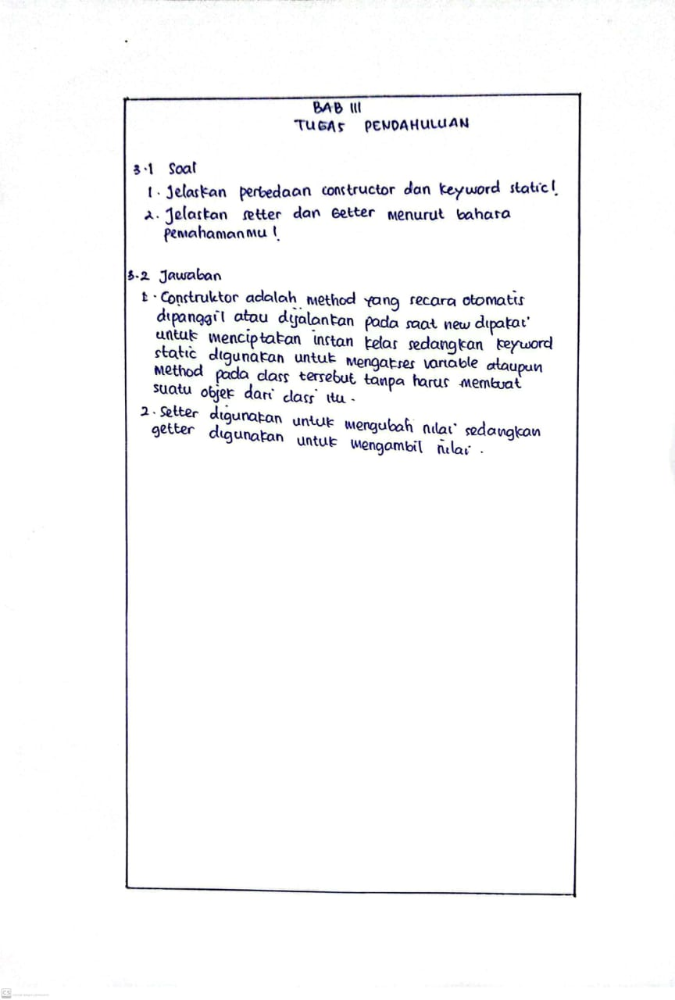 BAB III
TUGAS PENDAHULUAN
3.1 Soal
1. Jelaskan perbedaan constructor dan keyword static!
2. Jelaskan setter dan Getter menurut bahasa
pemahamanmu!
3.2 Jawaban
1. Construktor adalah method yang secara otomatis
dipanggil atau dijalankan pada saat new dipakai
untuk menciptakan instan kelas sedangkan keyword
static digunakan untuk mengakses variable ataupun
method pada class tersebut tanpa harus membuat
suatu objek dari class itu.
2. Setter digunakan untuk mengubah nilai sedangkan
getter digunakan untuk mengambil nilai.
CS